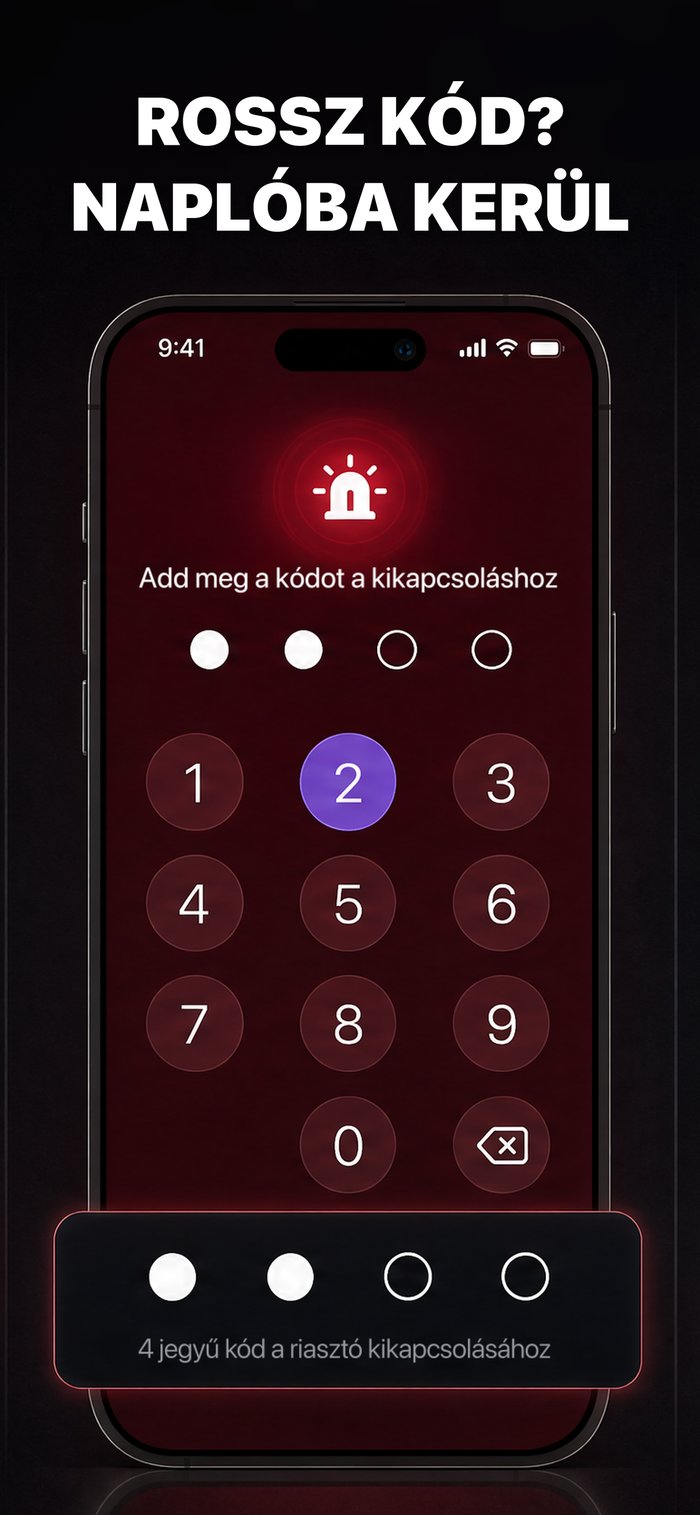 ROSSZ KÓD?
NAPLÓBA KERÜL
9:41
Add meg a kódot a kikapcsoláshoz
1 2 3
4 5 6
7 8 9
0
4 jegyű kód a riasztó kikapcsolásához